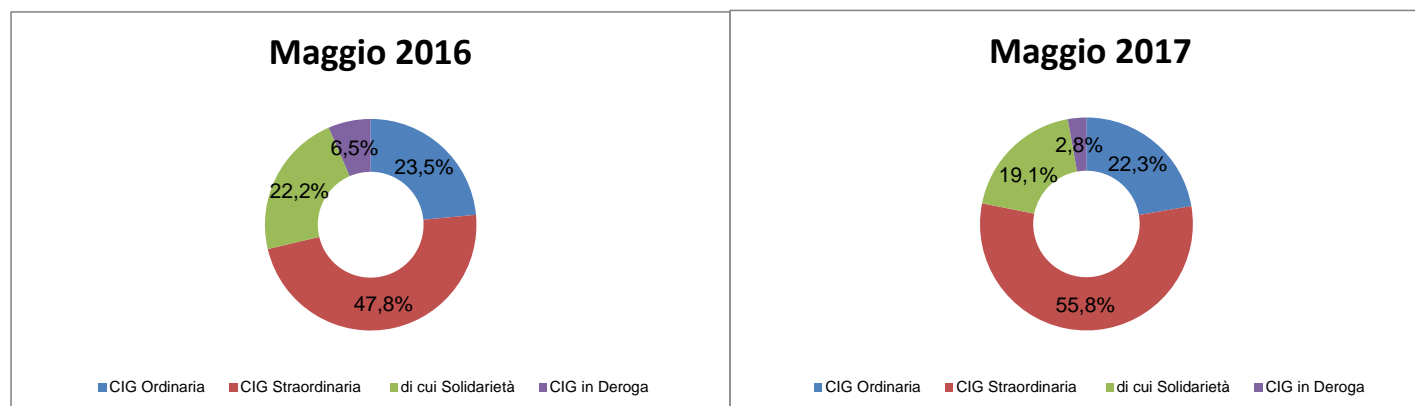 Maggio 2016
6,5%
23,5%
22,2%
47,8%
CIG Ordinaria CIG Straordinaria di cui Solidarietà CIG in Deroga
Maggio 2017
2,8%
22,3%
19,1%
55,8%
CIG Ordinaria CIG Straordinaria di cui Solidarietà CIG in Deroga